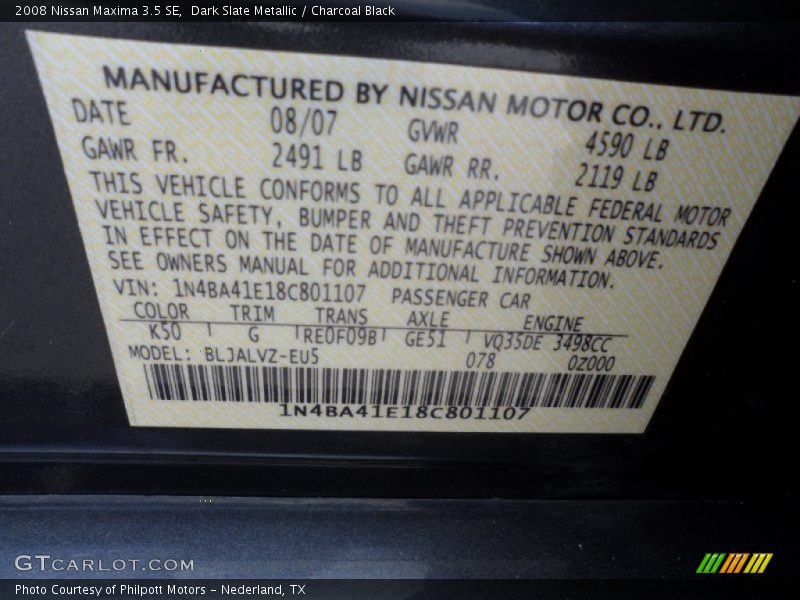 2008 Nissan Maxima 3.5 SE, Dark Slate Metallic / Charcoal Black
MANUFACTURED BY NISSAN MOTOR CO., LTD.
DATE 08/07 GVWR 4590 LB
GAWR FR. 2491 LB GAWR RR. 2119 LB
THIS VEHICLE CONFORMS TO ALL APPLICABLE FEDERAL MOTOR
VEHICLE SAFETY, BUMPER AND THEFT PREVENTION STANDARDS
IN EFFECT ON THE DATE OF MANUFACTURE SHOWN ABOVE.
SEE OWNERS MANUAL FOR ADDITIONAL INFORMATION.
VIN: 1N4BA41E18C801107 PASSENGER CAR
COLOR TRIM TRANS AXLE ENGINE
K50 G RE0F09B GE51 VQ35DE 3498CC
MODEL: BLJALVZ-EU5 078 0Z000
1N4BA41E18C801107
GTCARLOT.COM
Photo Courtesy of Philpott Motors - Nederland, TX